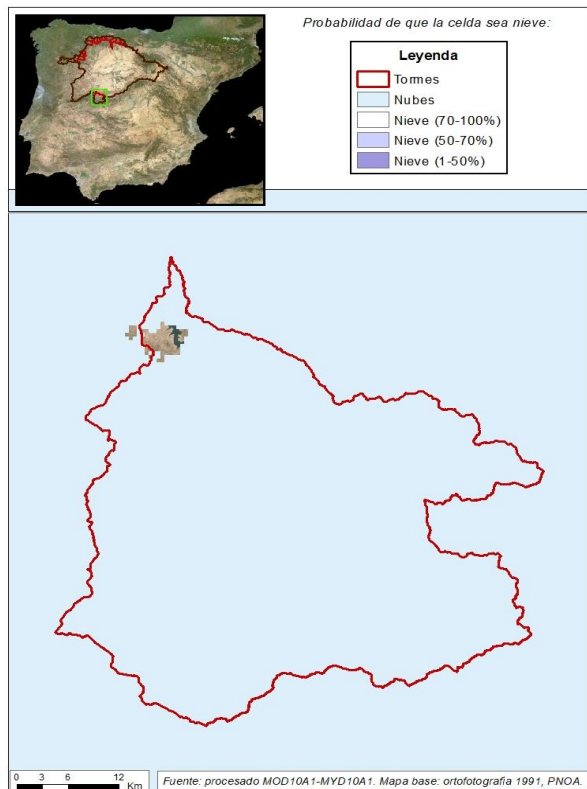 Probabilidad de que la celda sea nieve:
Leyenda
Tormes
Nubes
Nieve (70-100%)
Nieve (50-70%)
Nieve (1-50%)
0 3 6 12
Km
Fuente: procesado MOD10A1-MYD10A1. Mapa base: ortofotografia 1991, PNOA.